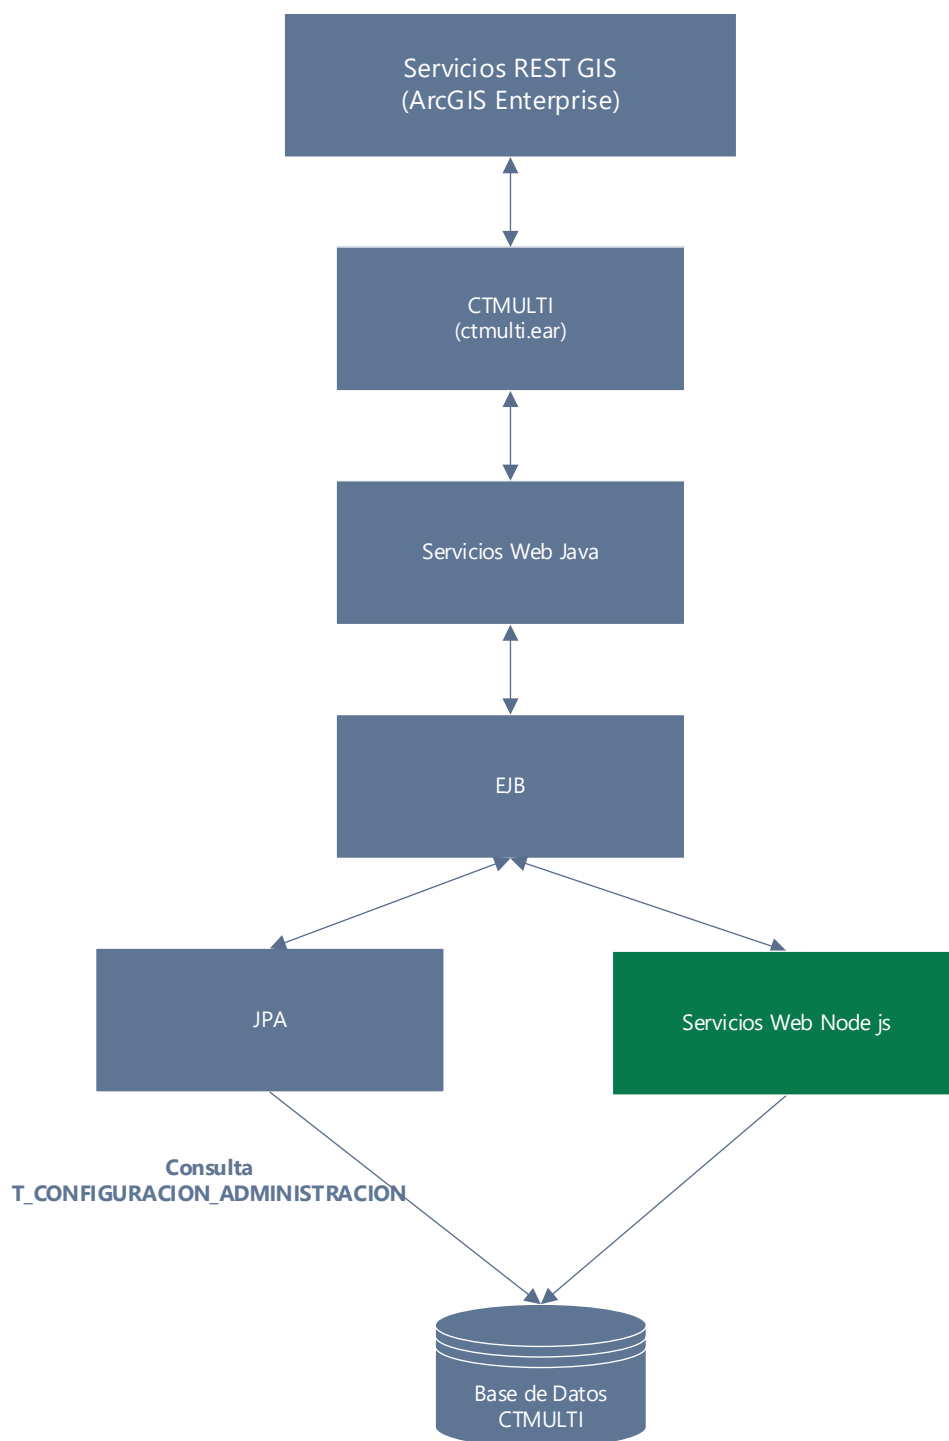 Servicios REST GIS
(ArcGIS Enterprise)
CTMULTI
(ctmulti.ear)
Servicios Web Java
EJB
JPA
Servicios Web Node js
Consulta
T_CONFIGURACION_ADMINISTRACION
Base de Datos
CTMULTI